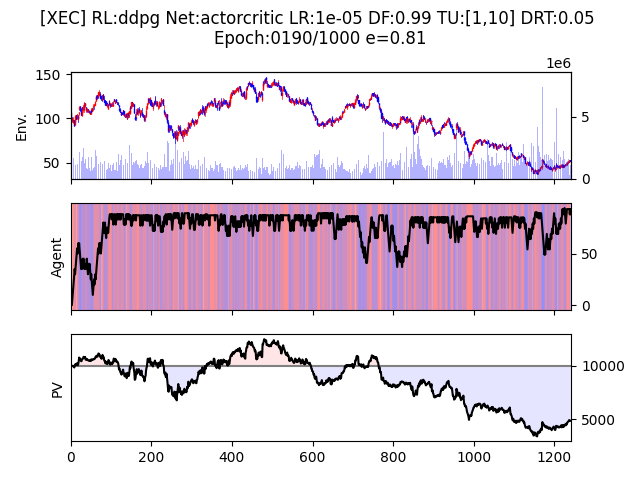 [XEC] RL:ddpg Net:actorcritic LR:1e-05 DF:0.99 TU:[1,10] DRT:0.05
Epoch:0190/1000 e=0.81
1e6
150
100
50
Env.
5
0
Agent
50
0
PV
10000
5000
0 200 400 600 800 1000 1200